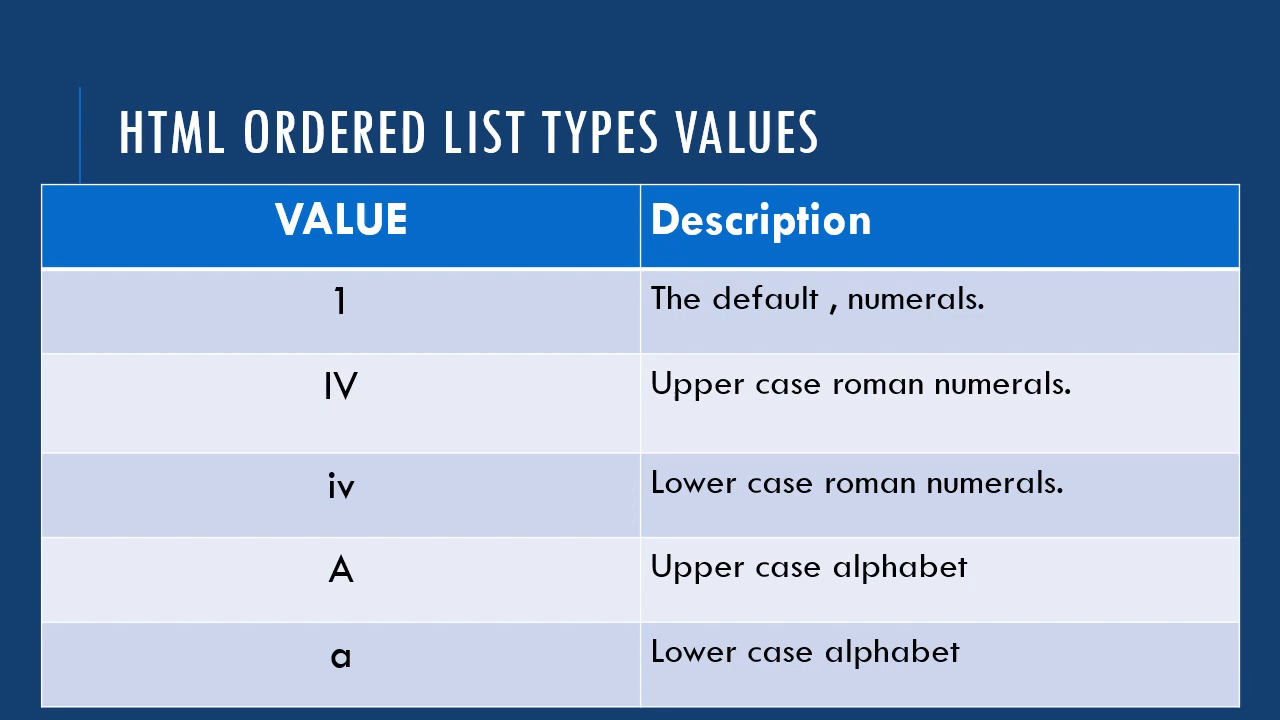 HTML ORDERED LIST TYPES VALUES
VALUE Description
1 The default , numerals.
IV Upper case roman numerals.
iv Lower case roman numerals.
A Upper case alphabet
a Lower case alphabet